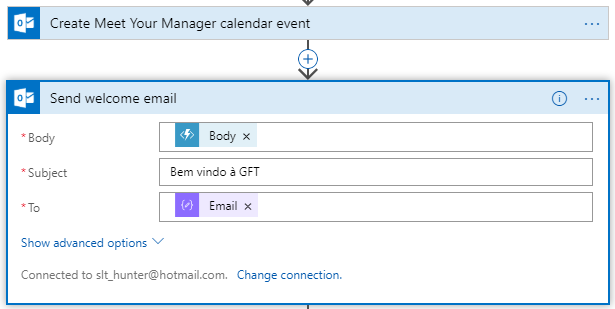 Create Meet Your Manager calendar event
Send welcome email
* Body Body ×
* Subject Bem vindo à GFT
* To Email ×
Show advanced options
Connected to slt_hunter@hotmail.com. Change connection.